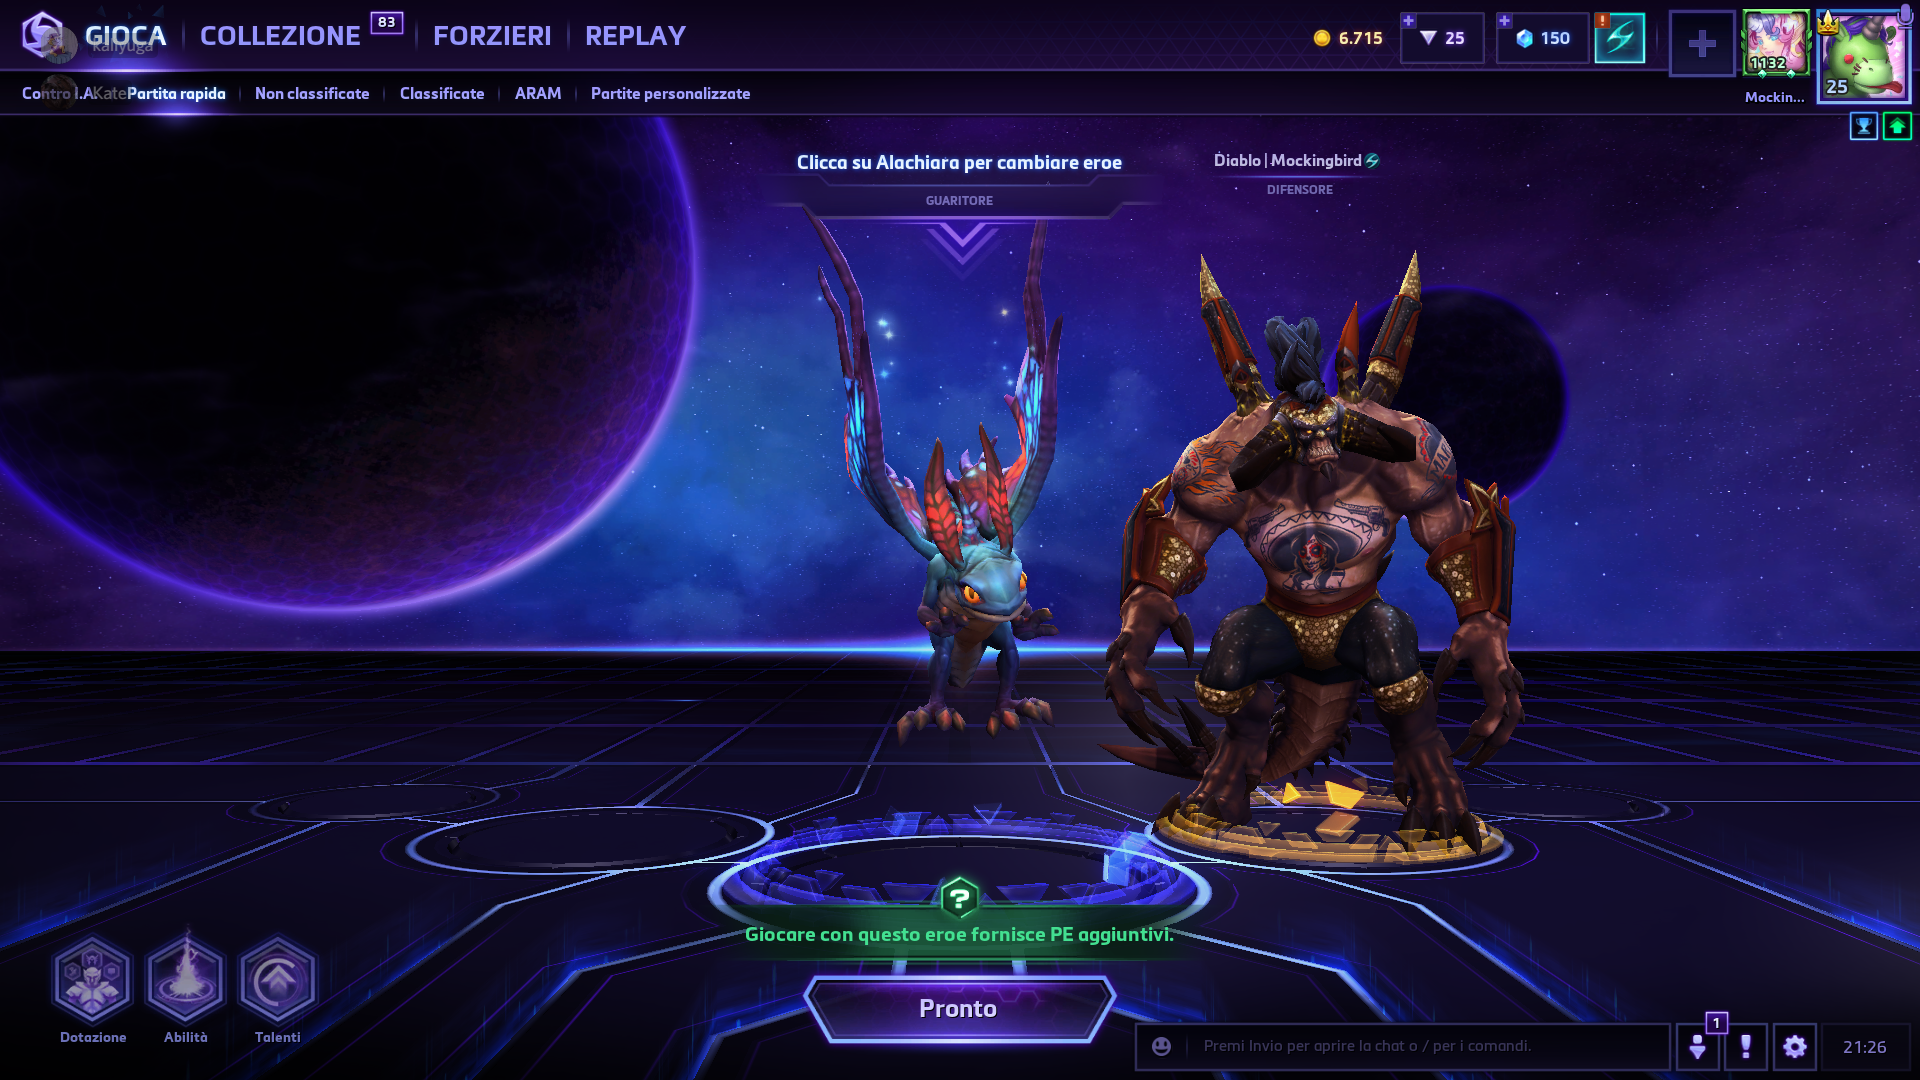 GIOCA
kaliyuga
COLLEZIONE
83
FORZIERI
REPLAY
6.715
25
150
1132
25
Mockin...
Contro I.A.
Kate
Partita rapida
Non classificate
Classificate
ARAM
Partite personalizzate
Clicca su Alachiara per cambiare eroe
GUARITORE
Diablo | Mockingbird
DIFENSORE
?
Giocare con questo eroe fornisce PE aggiuntivi.
Pronto
Dotazione
Abilità
Talenti
Premi Invio per aprire la chat o / per i comandi.
1
21:26